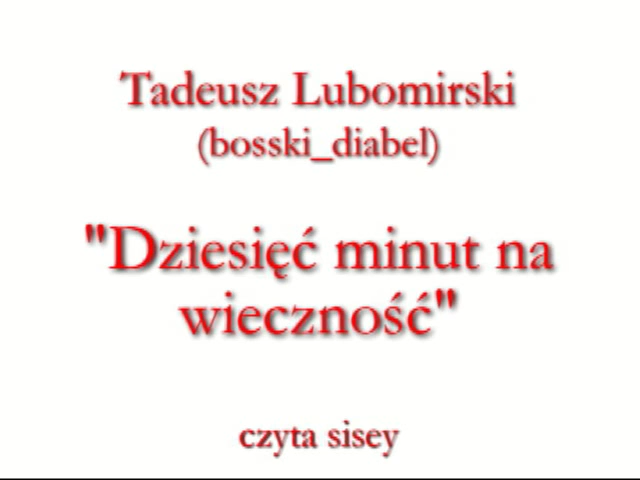 Tadeusz Lubomirski
(bosski_diabel)
"Dziesięć minut na
wieczność"
czyta sisey